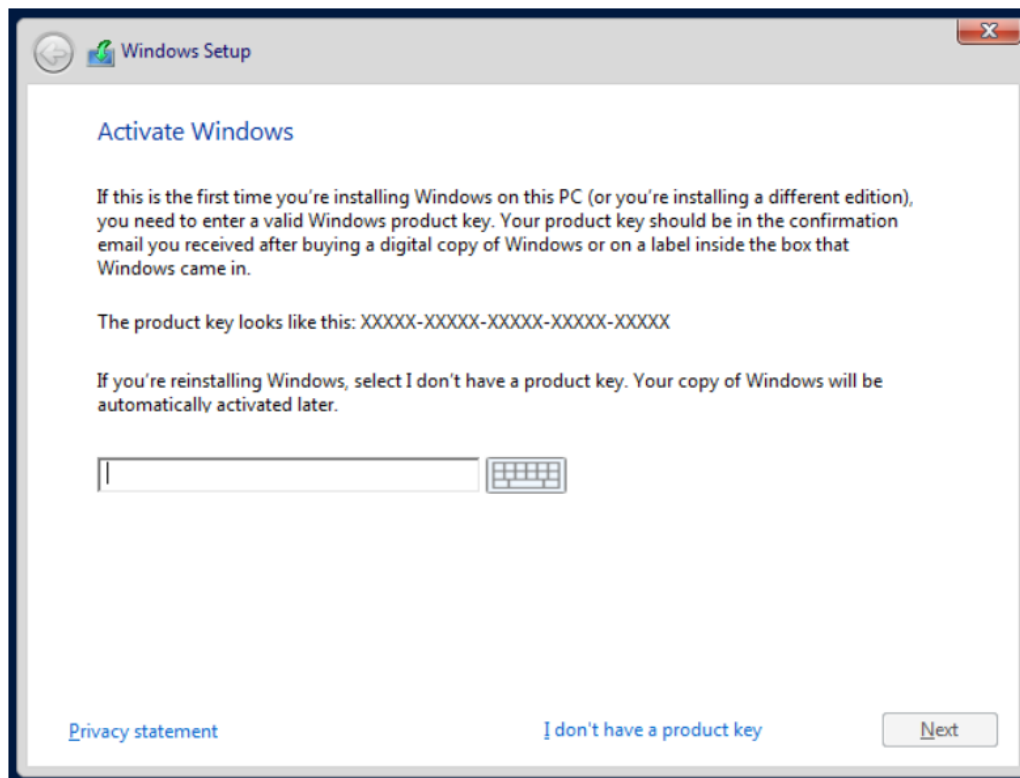 Windows Setup
Activate Windows
If this is the first time you're installing Windows on this PC (or you're installing a different edition),
you need to enter a valid Windows product key. Your product key should be in the confirmation
email you received after buying a digital copy of Windows or on a label inside the box that
Windows came in.
The product key looks like this: XXXXX-XXXXX-XXXXX-XXXXX-XXXXX
If you're reinstalling Windows, select I don't have a product key. Your copy of Windows will be
automatically activated later.
Privacy statement
I don't have a product key
Next